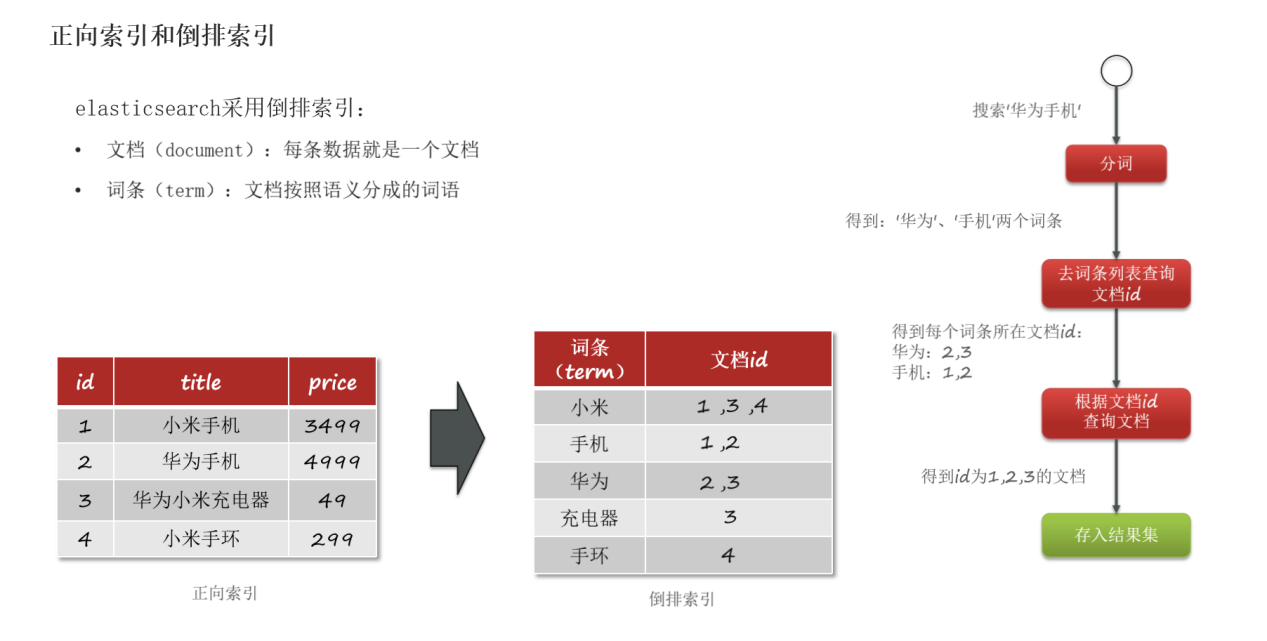 正向索引和倒排索引
elasticsearch采用倒排索引：
• 文档（document）：每条数据就是一个文档
• 词条（term）：文档按照语义分成的词语
id title price
1 小米手机 3499
2 华为手机 4999
3 华为小米充电器 49
4 小米手环 299
正向索引
词条
（term） 文档id
小米 1 ,3 ,4
手机 1 ,2
华为 2 ,3
充电器 3
手环 4
倒排索引
搜索'华为手机'
分词
得到：'华为'、'手机'两个词条
去词条列表查询
文档id
得到每个词条所在文档id：
华为：2,3
手机：1,2
根据文档id
查询文档
得到id为1,2,3的文档
存入结果集